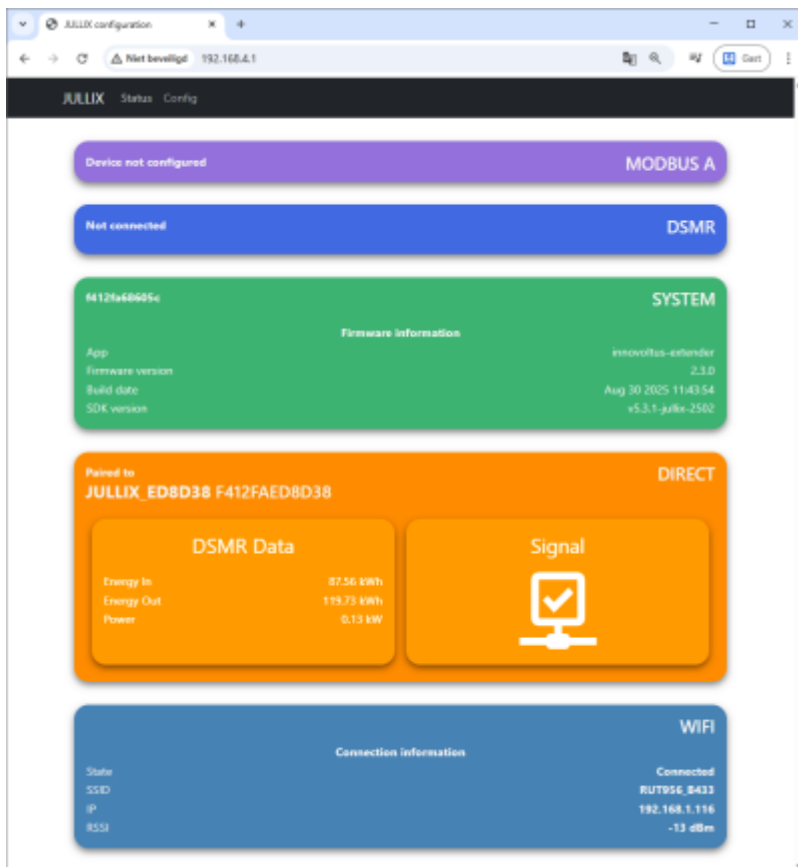 JULLIX configuration
Niet beveiligd 192.168.4.1
Gast
JULLIX Status Config
Device not configured MODBUS A
Not connected DSMR
f412fa68605c SYSTEM
Firmware information
App innovoltus-extender
Firmware version 2.3.0
Build date Aug 30 2025 11:43:54
SDK version v5.3.1-jullix-2502
Paired to DIRECT
JULLIX_ED8D38 F412FAED8D38
DSMR Data Signal
Energy In 87.56 kWh
Energy Out 119.73 kWh
Power 0.13 kW
WIFI
Connection information
State Connected
SSID RUT956_B433
IP 192.168.1.116
RSSI -13 dBm